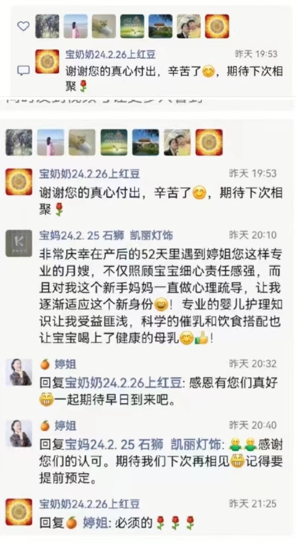 宝奶奶24.2.26上红豆 昨天 19:53
谢谢您的真心付出，辛苦了😊，期待下次相
聚🌹
宝奶奶24.2.26上红豆 昨天 19:53
谢谢您的真心付出，辛苦了😊，期待下次相
聚🌹
宝妈24.2. 25 石狮 凯丽灯饰 昨天 20:10
非常庆幸在产后的52天里遇到婷姐您这样专
业的月嫂，不仅照顾宝宝细心责任感强，而
且对我这个新手妈妈一直做心理疏导，让我
逐渐适应这个新身份😄！专业的婴儿护理知
识让我受益匪浅，科学的催乳和饮食搭配也
让宝宝喝上了健康的母乳😊👍！
🍊 婷姐 昨天 20:32
回复宝奶奶24.2.26上红豆: 感恩有您们真好
😁一起期待早日到来吧。
🍊 婷姐 昨天 20:40
回复宝妈24.2. 25 石狮 凯丽灯饰: 感谢
您们的认可。期待我们下次再相见😁记得要
提前预定。
宝奶奶24.2.26上红豆 昨天 21:25
回复🍊 婷姐: 必须的🌹🌹🌹